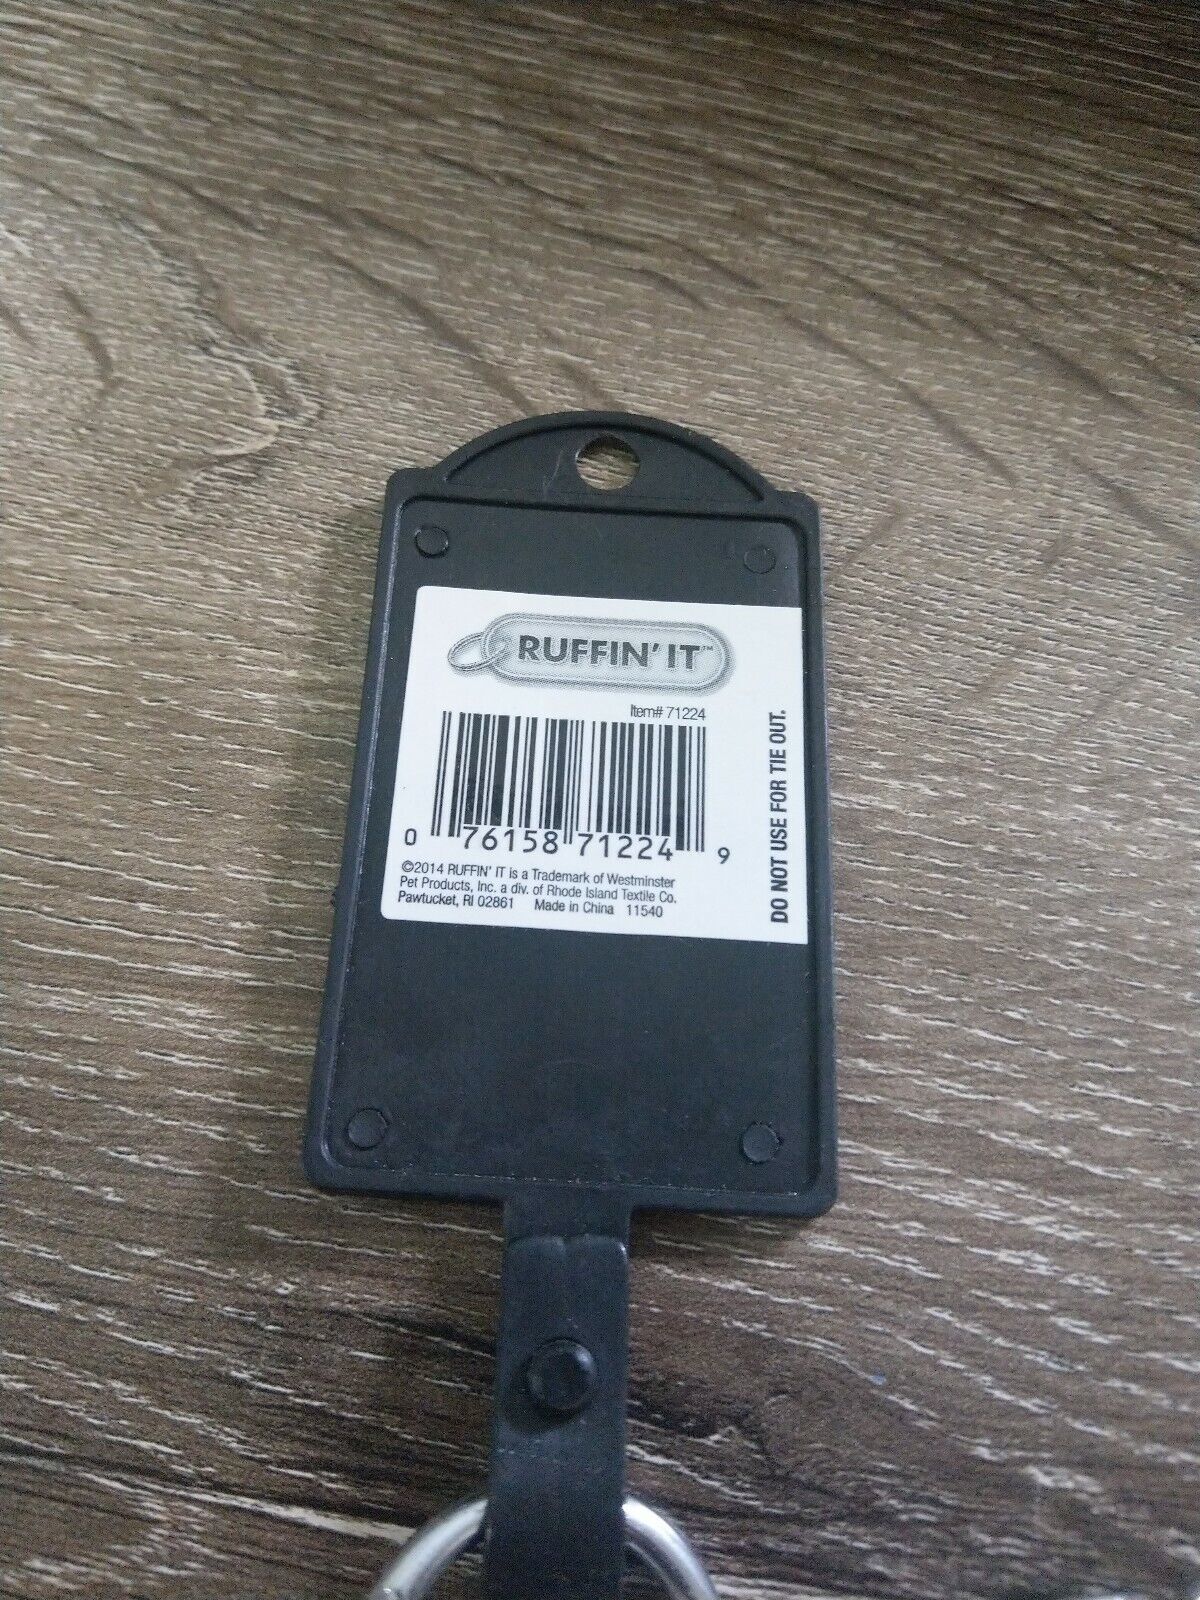 RUFFIN' IT™
Item# 71224
0 76158 71224 9
©2014 RUFFIN' IT is a Trademark of Westminster
Pet Products, Inc. a div. of Rhode Island Textile Co.
Pawtucket, RI 02861 Made in China 11540
DO NOT USE FOR TIE OUT.